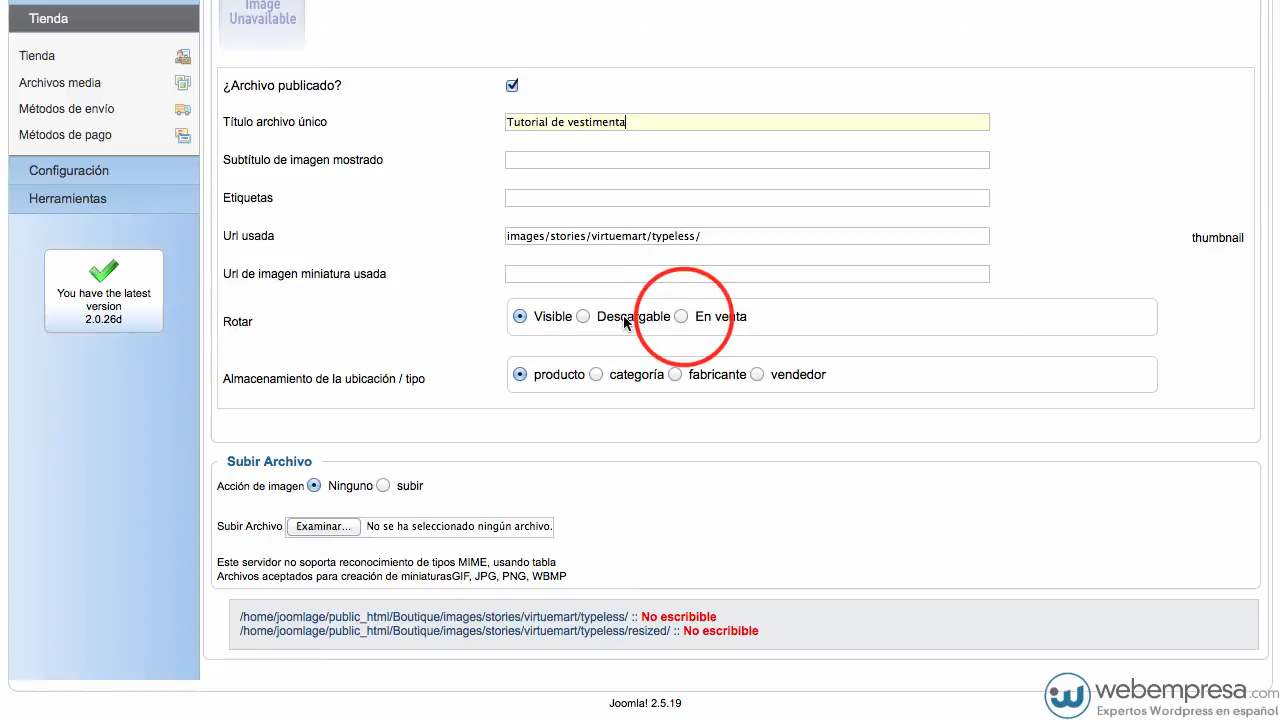 Tienda
Image
Unavailable
Tienda
Archivos media
Métodos de envío
Métodos de pago
Configuración
Herramientas
You have the latest
version
2.0.26d
¿Archivo publicado?
Título archivo único Tutorial de vestimenta
Subtítulo de imagen mostrado
Etiquetas
Url usada images/stories/virtuemart/typeless/ thumbnail
Url de imagen miniatura usada
Rotar Visible Descargable En venta
Almacenamiento de la ubicación / tipo producto categoría fabricante vendedor
Subir Archivo
Acción de imagen Ninguno subir
Subir Archivo Examinar... No se ha seleccionado ningún archivo.
Este servidor no soporta reconocimiento de tipos MIME, usando tabla
Archivos aceptados para creación de miniaturasGIF, JPG, PNG, WBMP
/home/joomlage/public_html/Boutique/images/stories/virtuemart/typeless/ :: No escribible
/home/joomlage/public_html/Boutique/images/stories/virtuemart/typeless/resized/ :: No escribible
Joomla! 2.5.19
webempresa.com
Expertos Wordpress en español